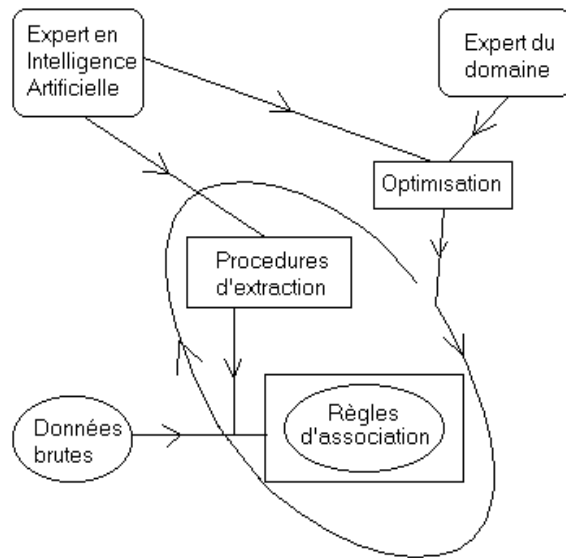 Expert en
Intelligence
Artificielle
Expert du
domaine
Optimisation
Procedures
d'extraction
Données
brutes
Règles
d'association